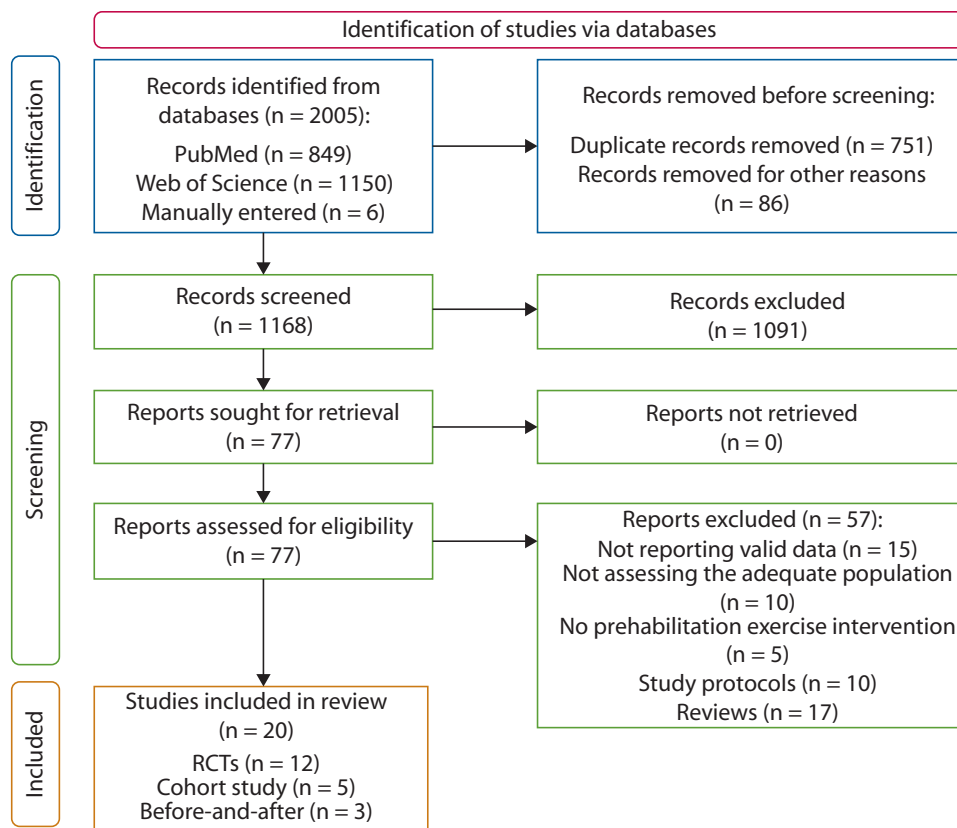 Identification of studies via databases
Identification
Records identified from
databases (n = 2005):
PubMed (n = 849)
Web of Science (n = 1150)
Manually entered (n = 6)
Records removed before screening:
Duplicate records removed (n = 751)
Records removed for other reasons
(n = 86)
Screening
Records screened
(n = 1168)
Records excluded
(n = 1091)
Reports sought for retrieval
(n = 77)
Reports not retrieved
(n = 0)
Reports assessed for eligibility
(n = 77)
Reports excluded (n = 57):
Not reporting valid data (n = 15)
Not assessing the adequate population
(n = 10)
No prehabilitation exercise intervention
(n = 5)
Study protocols (n = 10)
Reviews (n = 17)
Included
Studies included in review
(n = 20)
RCTs (n = 12)
Cohort study (n = 5)
Before-and-after (n = 3)